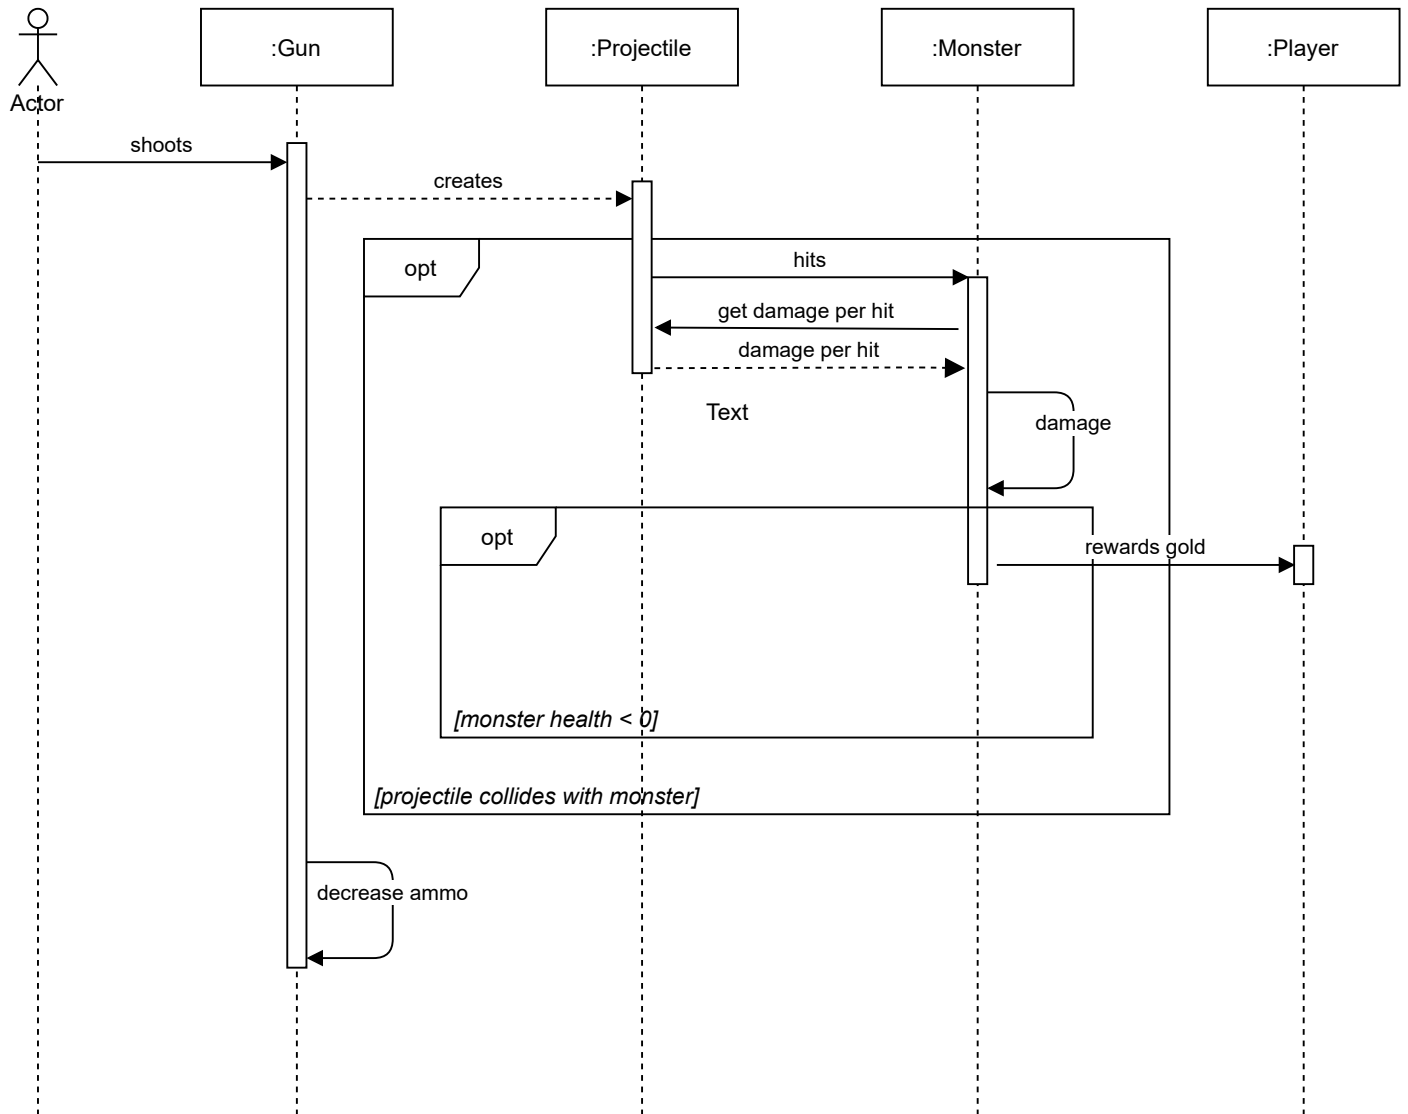 :Gun
:Projectile
:Monster
:Player
Actor
shoots
creates
opt
hits
get damage per hit
damage per hit
Text
damage
opt
rewards gold
[monster health < 0]
[projectile collides with monster]
decrease ammo